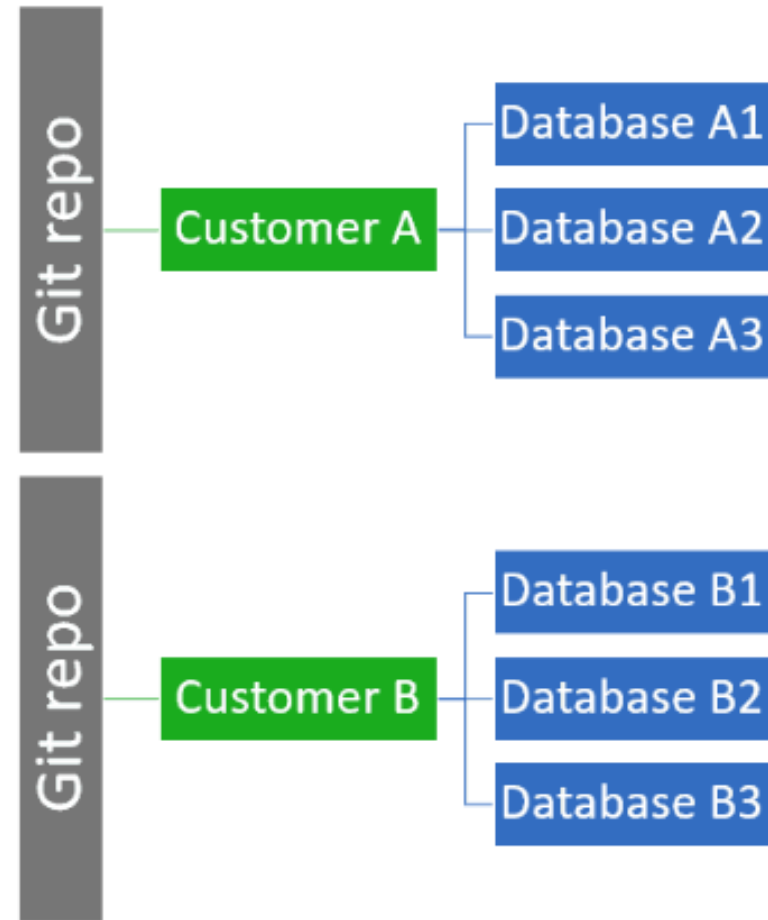 Git repo
Customer A
Database A1
Database A2
Database A3
Git repo
Customer B
Database B1
Database B2
Database B3